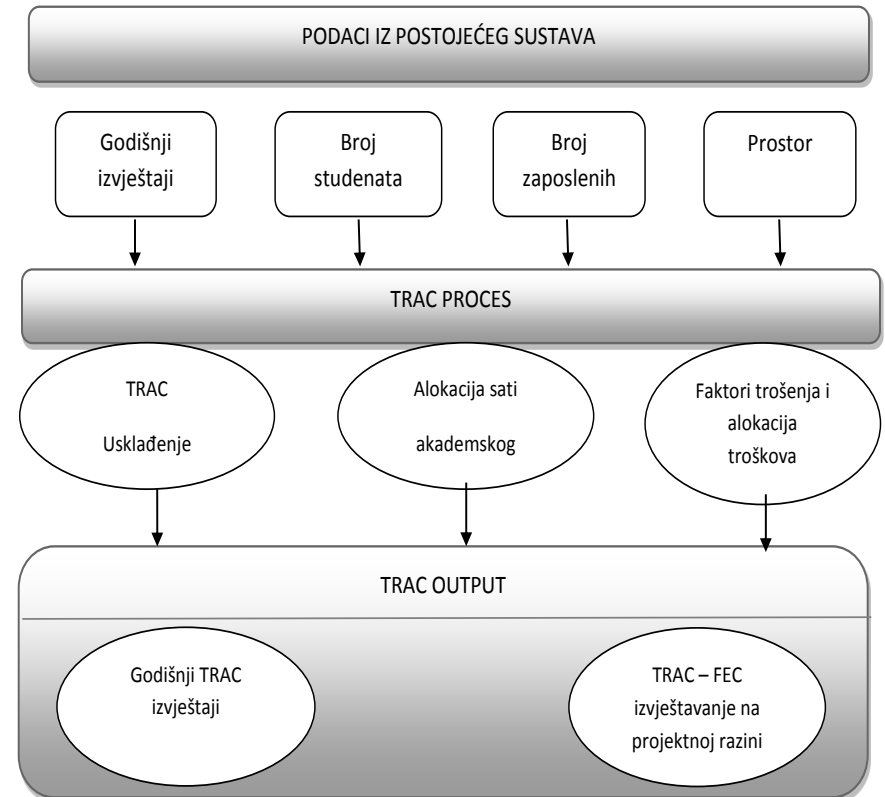 PODACI IZ POSTOJEĆEG SUSTAVA
Godišnji
izvještaji
Broj
studenata
Broj
zaposlenih
Prostor
TRAC PROCES
TRAC
Usklađenje
Alokacija sati
akademskog
Faktori trošenja i
alokacija
troškova
TRAC OUTPUT
Godišnji TRAC
izvještaji
TRAC – FEC
izvještavanje na
projektnoj razini